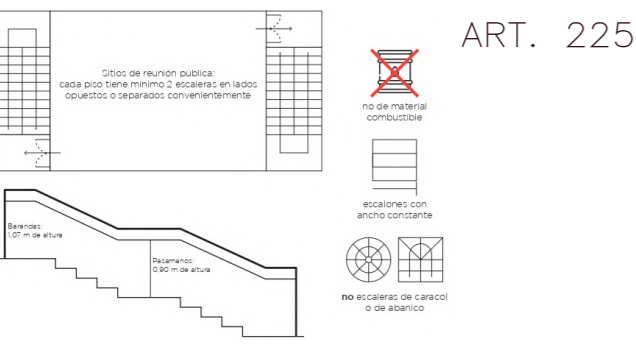 ART. 225
Sitios de reunión pública:
cada piso tiene mínimo 2 escaleras en lados
opuestos o separados convenientemente
no de material
combustible
escalones con
ancho constante
Barandas:
1,07 m de altura
Pasamanos:
0,90 m de altura
no escaleras de caracol
o de abanico